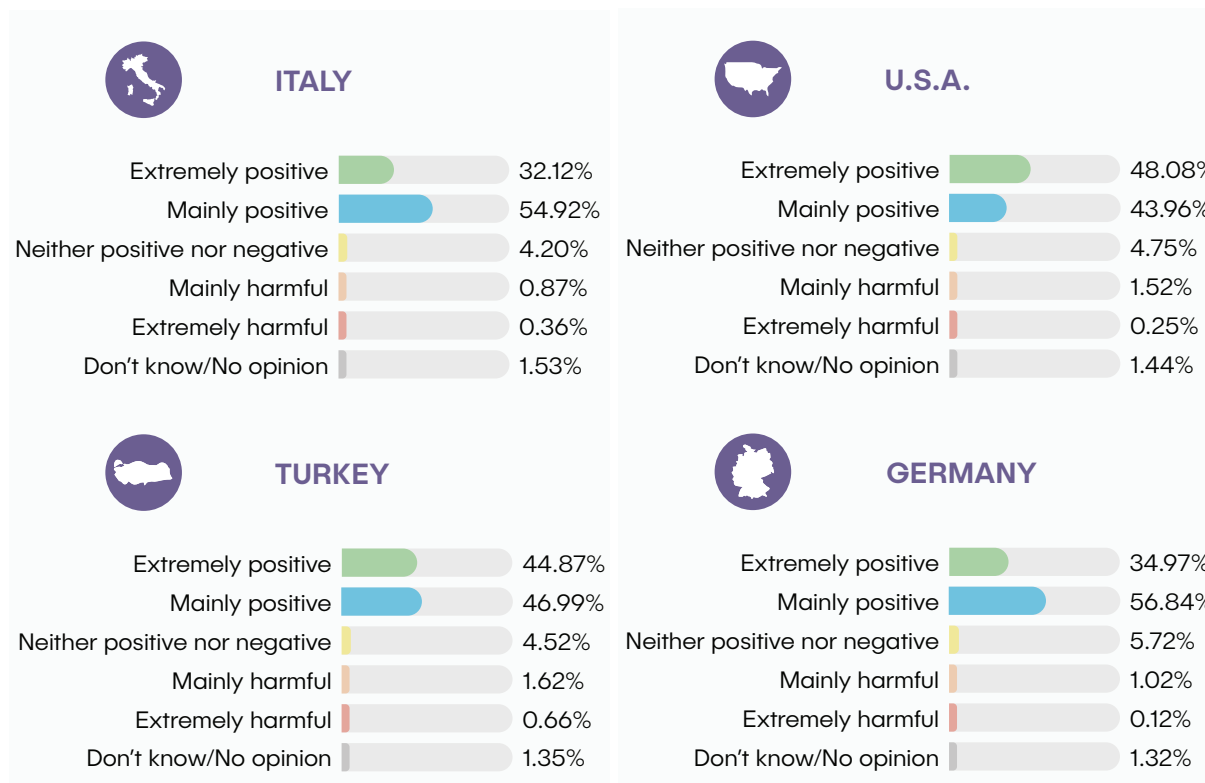 ITALY
Extremely positive 32.12%
Mainly positive 54.92%
Neither positive nor negative 4.20%
Mainly harmful 0.87%
Extremely harmful 0.36%
Don't know/No opinion 1.53%
U.S.A.
Extremely positive 48.08%
Mainly positive 43.96%
Neither positive nor negative 4.75%
Mainly harmful 1.52%
Extremely harmful 0.25%
Don't know/No opinion 1.44%
TURKEY
Extremely positive 44.87%
Mainly positive 46.99%
Neither positive nor negative 4.52%
Mainly harmful 1.62%
Extremely harmful 0.66%
Don't know/No opinion 1.35%
GERMANY
Extremely positive 34.97%
Mainly positive 56.84%
Neither positive nor negative 5.72%
Mainly harmful 1.02%
Extremely harmful 0.12%
Don't know/No opinion 1.32%